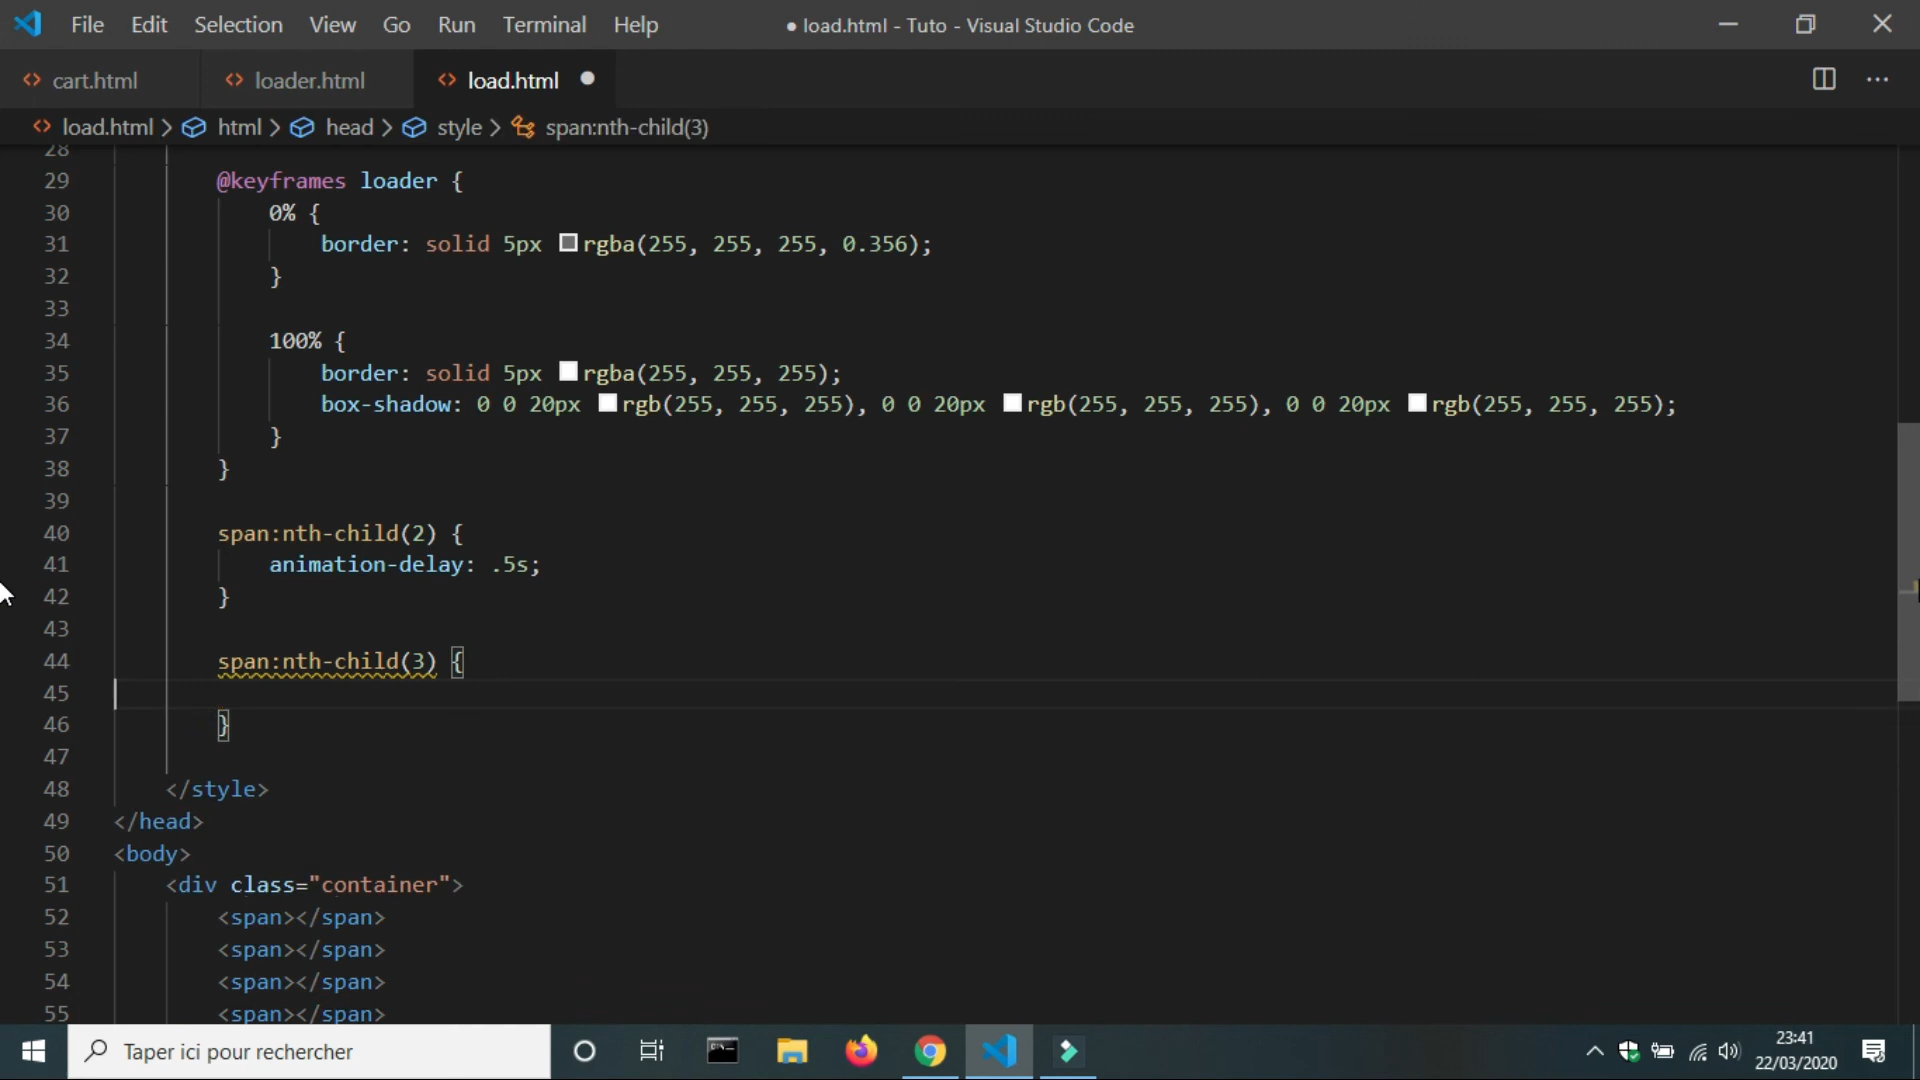 File Edit Selection View Go Run Terminal Help ● load.html - Tuto - Visual Studio Code
cart.html loader.html load.html
load.html > html > head > style > span:nth-child(3)
28
29 @keyframes loader {
30 0% {
31 border: solid 5px rgba(255, 255, 255, 0.356);
32 }
33
34 100% {
35 border: solid 5px rgba(255, 255, 255);
36 box-shadow: 0 0 20px rgb(255, 255, 255), 0 0 20px rgb(255, 255, 255), 0 0 20px rgb(255, 255, 255);
37 }
38 }
39
40 span:nth-child(2) {
41 animation-delay: .5s;
42 }
43
44 span:nth-child(3) {
45
46 }
47
48 </style>
49 </head>
50 <body>
51 <div class="container">
52 <span></span>
53 <span></span>
54 <span></span>
55 <span></span>
Taper ici pour rechercher
23:41
22/03/2020